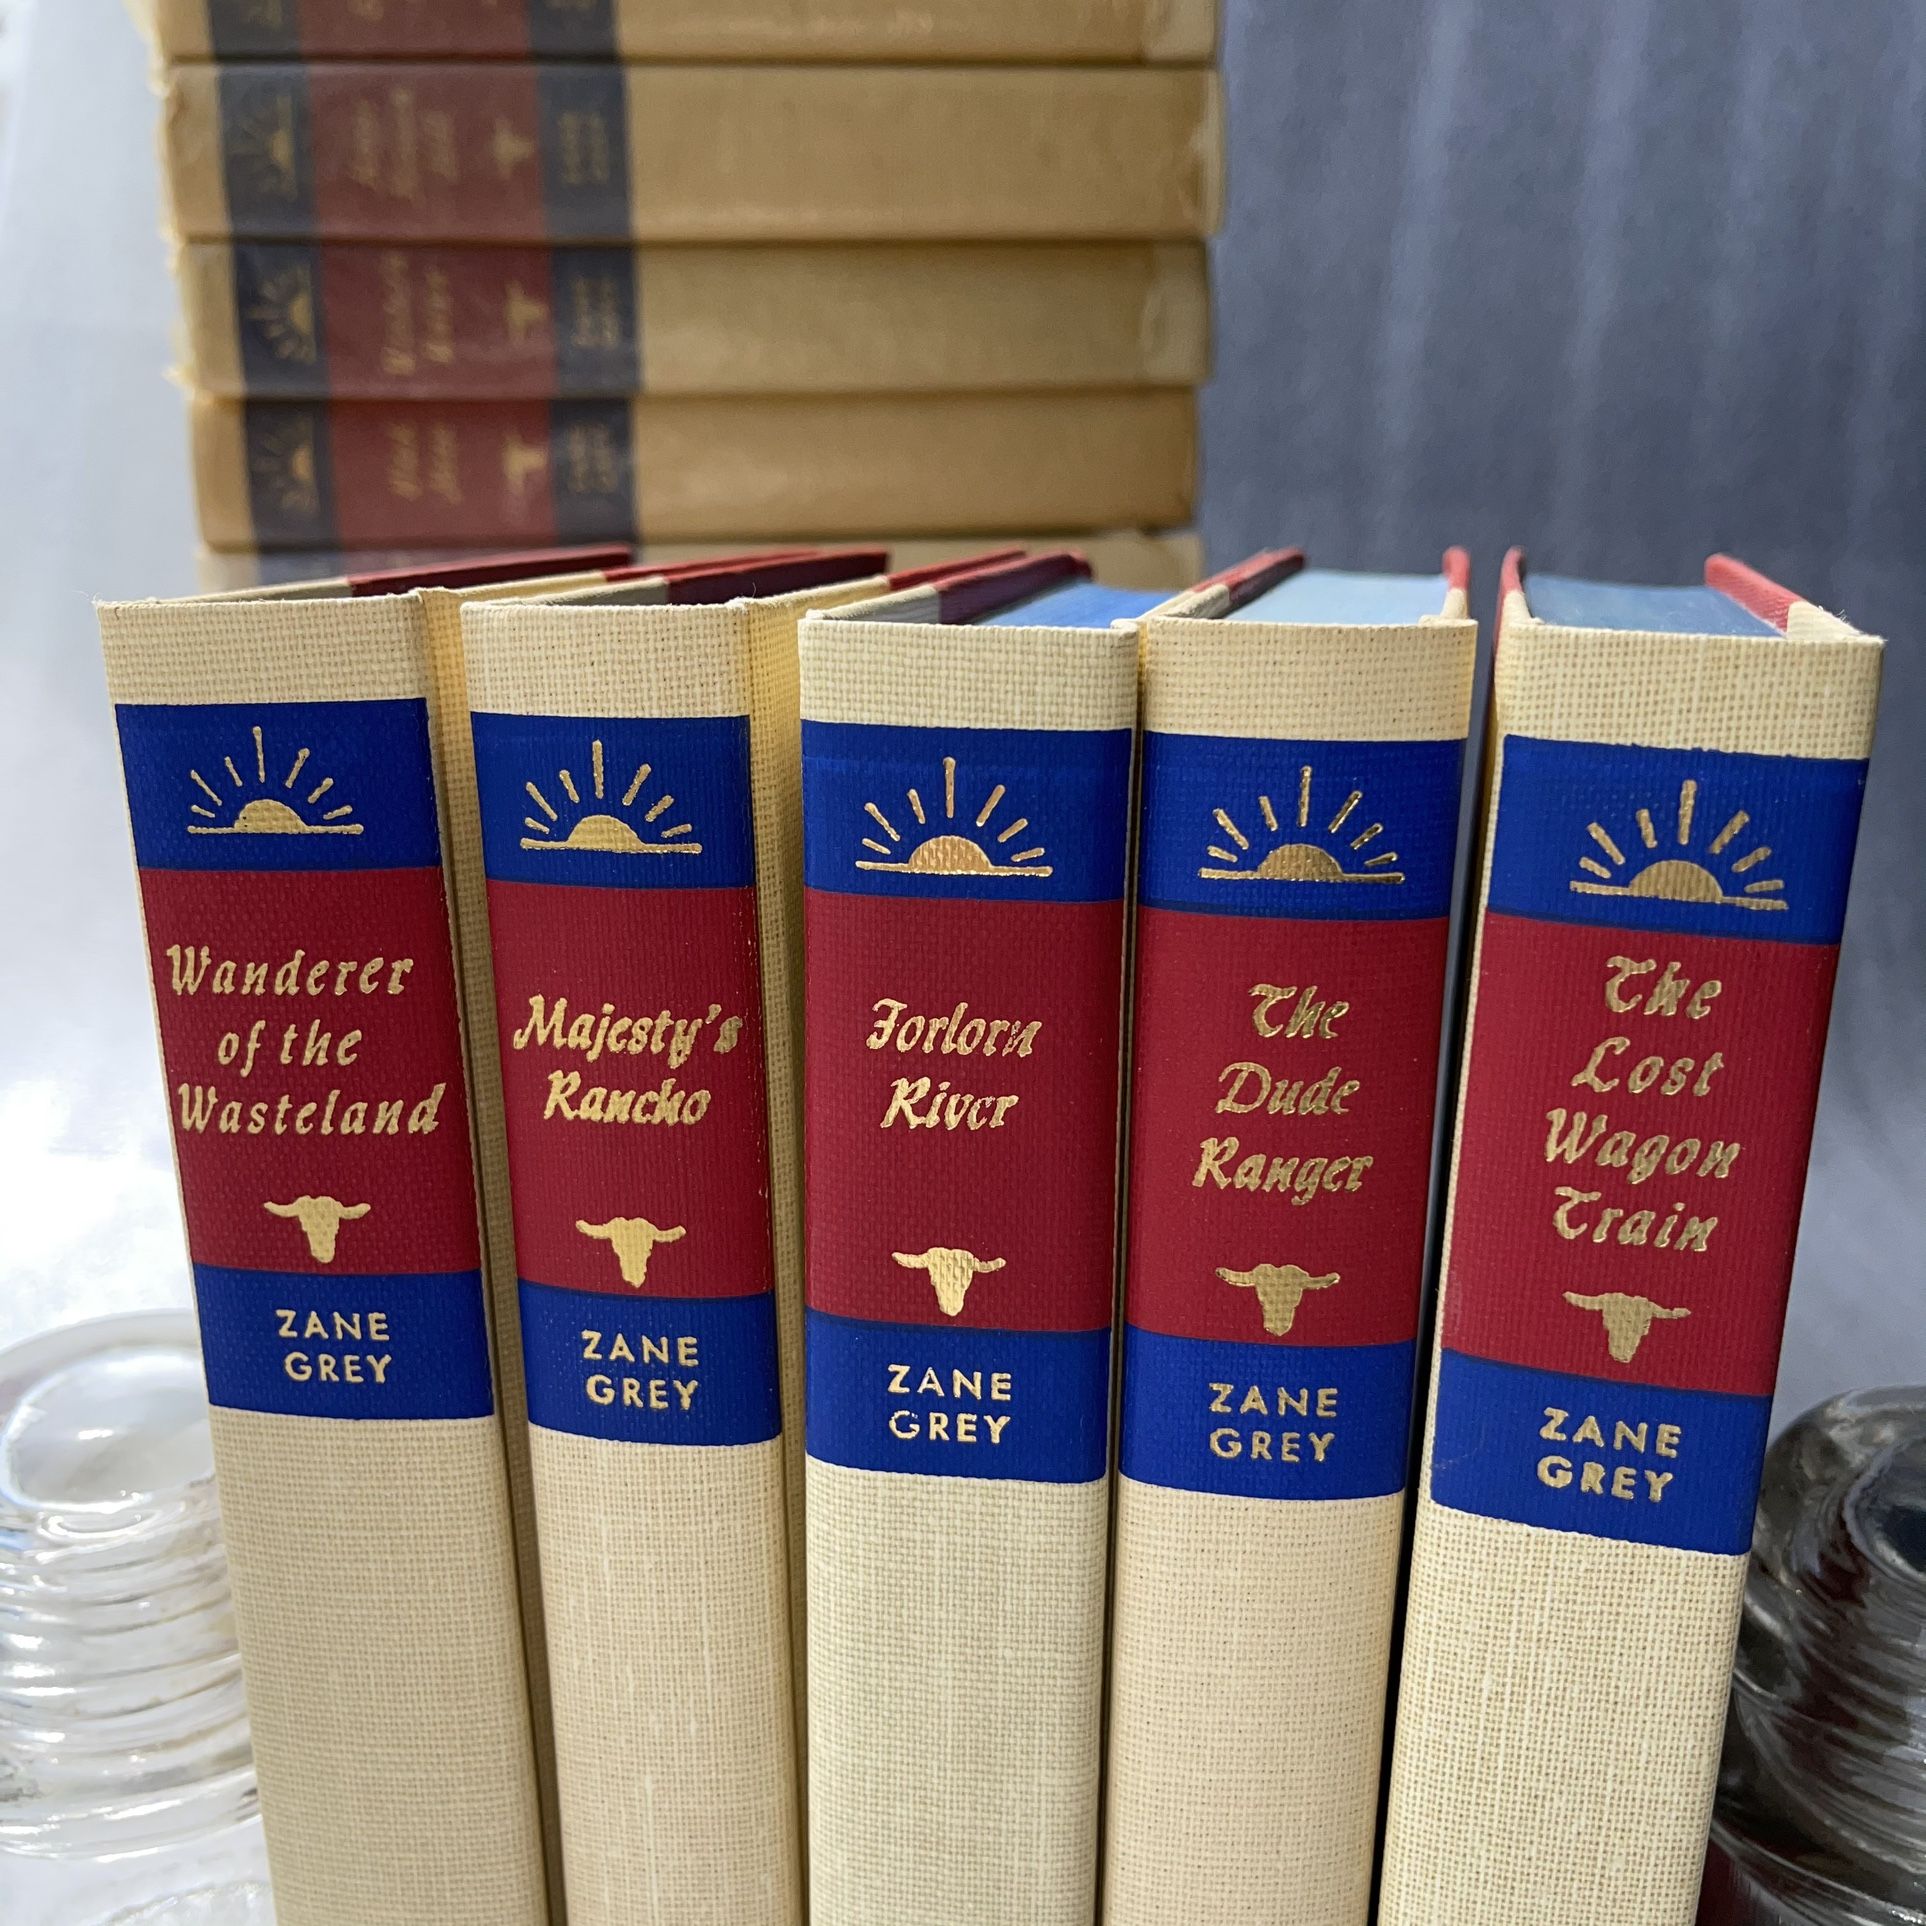 Wanderer
of the
Wasteland
ZANE
GREY
Majesty's
Rancho
ZANE
GREY
Forlorn
River
ZANE
GREY
The
Dude
Ranger
ZANE
GREY
The
Lost
Wagon
Train
ZANE
GREY